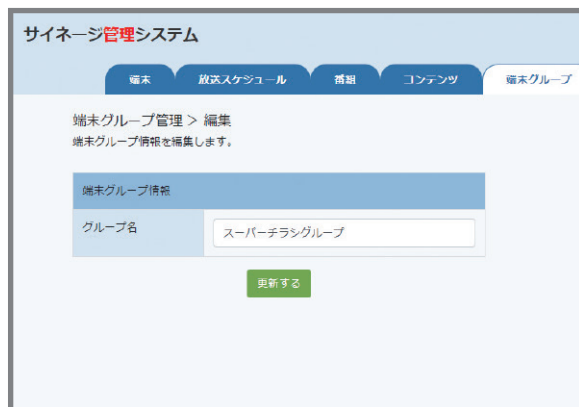 サイネージ管理システム
端末 放送スケジュール 番組 コンテンツ 端末グループ
端末グループ管理 > 編集
端末グループ情報を編集します。
端末グループ情報
グループ名 スーパーチラシグループ
更新する